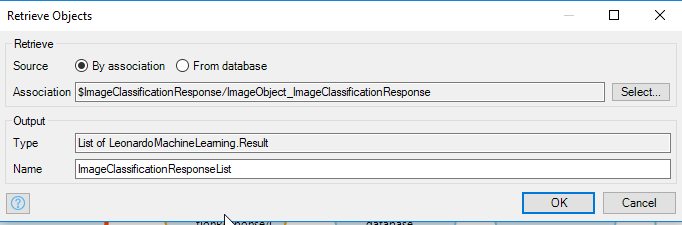 Retrieve Objects
Retrieve
Source By association From database
Association $ImageClassificationResponse/ImageObject_ImageClassificationResponse Select...
Output
Type List of LeonardoMachineLearning.Result
Name ImageClassificationResponseList
? OK Cancel
database